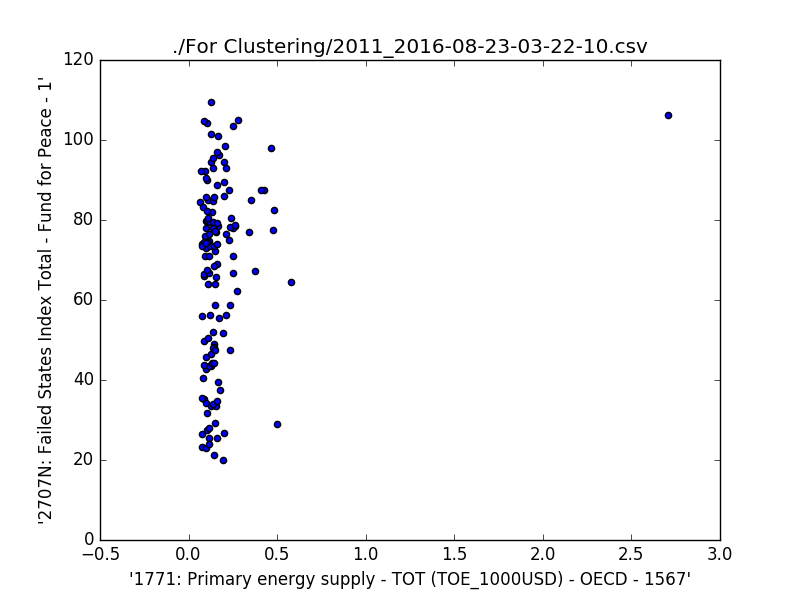 ./For Clustering/2011_2016-08-23-03-22-10.csv
120
100
80
60
40
20
0
'2707N: Failed States Index Total - Fund for Peace - 1'
−0.5 0.0 0.5 1.0 1.5 2.0 2.5 3.0
'1771: Primary energy supply - TOT (TOE_1000USD) - OECD - 1567'